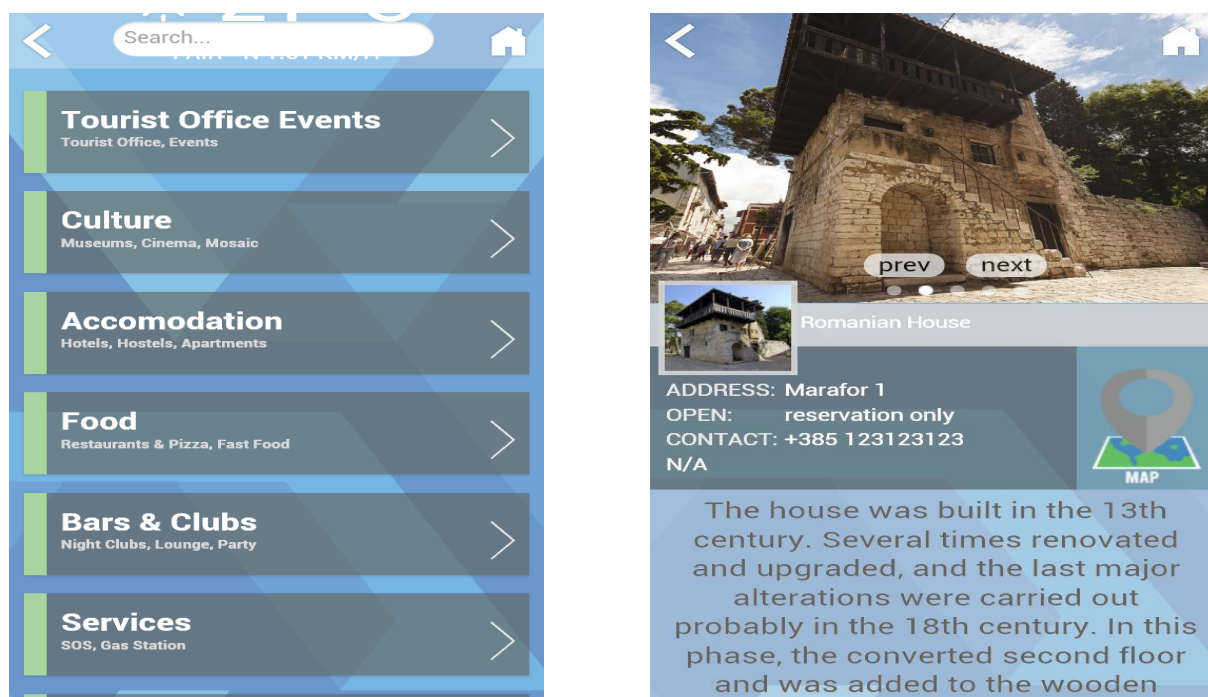 Search...
Tourist Office Events
Tourist Office, Events
Culture
Museums, Cinema, Mosaic
Accomodation
Hotels, Hostels, Apartments
Food
Restaurants & Pizza, Fast Food
Bars & Clubs
Night Clubs, Lounge, Party
Services
SOS, Gas Station
prev next
Romanian House
ADDRESS: Marafor 1
OPEN: reservation only
CONTACT: +385 123123123
N/A
MAP
The house was built in the 13th
century. Several times renovated
and upgraded, and the last major
alterations were carried out
probably in the 18th century. In this
phase, the converted second floor
and was added to the wooden